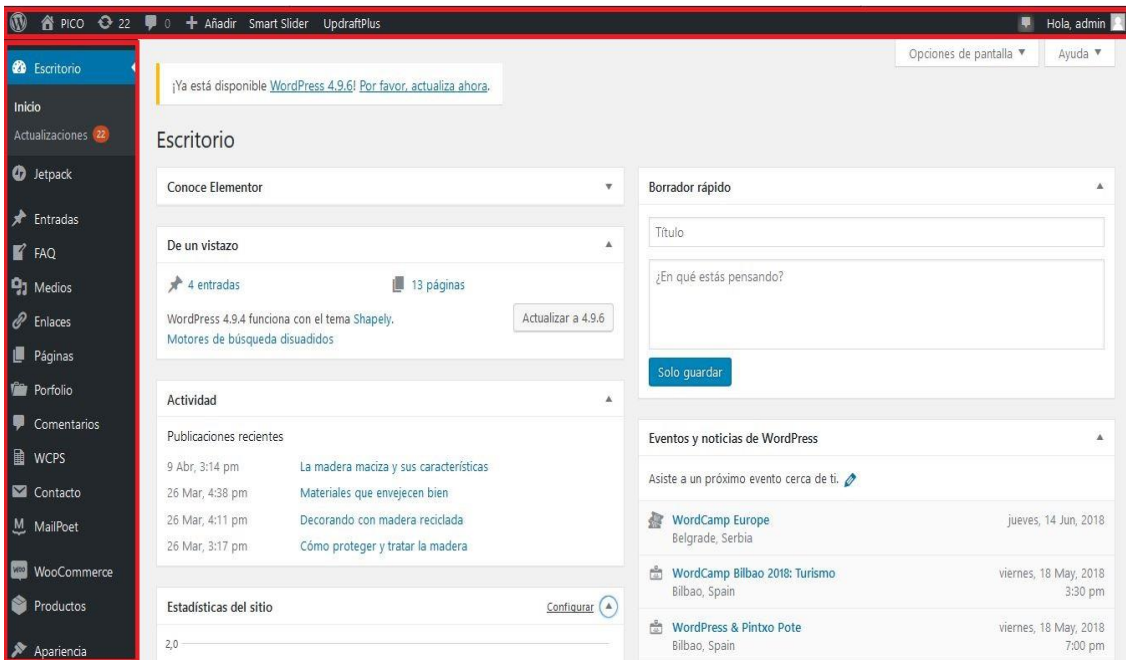 PICO 22 0 Añadir Smart Slider UpdraftPlus Hola, admin
Opciones de pantalla Ayuda
Escritorio
Inicio
Actualizaciones 22
Jetpack
Entradas
FAQ
Medios
Enlaces
Páginas
Porfolio
Comentarios
WCPS
Contacto
MailPoet
WooCommerce
Productos
Apariencia
¡Ya está disponible WordPress 4.9.6! Por favor, actualiza ahora.
Escritorio
Conoce Elementor
De un vistazo
4 entradas 13 páginas
WordPress 4.9.4 funciona con el tema Shapely. Actualizar a 4.9.6
Motores de búsqueda disuadidos
Actividad
Publicaciones recientes
9 Abr, 3:14 pm La madera maciza y sus características
26 Mar, 4:38 pm Materiales que envejecen bien
26 Mar, 4:11 pm Decorando con madera reciclada
26 Mar, 3:17 pm Cómo proteger y tratar la madera
Estadísticas del sitio Configurar
2,0
Borrador rápido
Título
¿En qué estás pensando?
Solo guardar
Eventos y noticias de WordPress
Asiste a un próximo evento cerca de ti.
WordCamp Europe jueves, 14 Jun, 2018
Belgrade, Serbia
WordCamp Bilbao 2018: Turismo viernes, 18 May, 2018
Bilbao, Spain 3:30 pm
WordPress & Pintxo Pote viernes, 18 May, 2018
Bilbao, Spain 7:00 pm